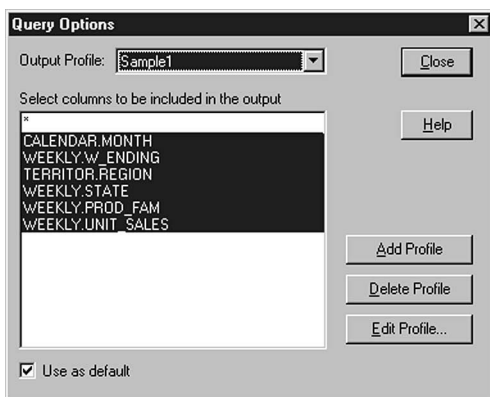 Query Options
Output Profile: Sample1
Close
Select columns to be included in the output
*
Help
CALENDAR.MONTH
WEEKLY.W_ENDING
TERRITOR.REGION
WEEKLY.STATE
WEEKLY.PROD_FAM
WEEKLY.UNIT_SALES
Add Profile
Delete Profile
Edit Profile...
Use as default